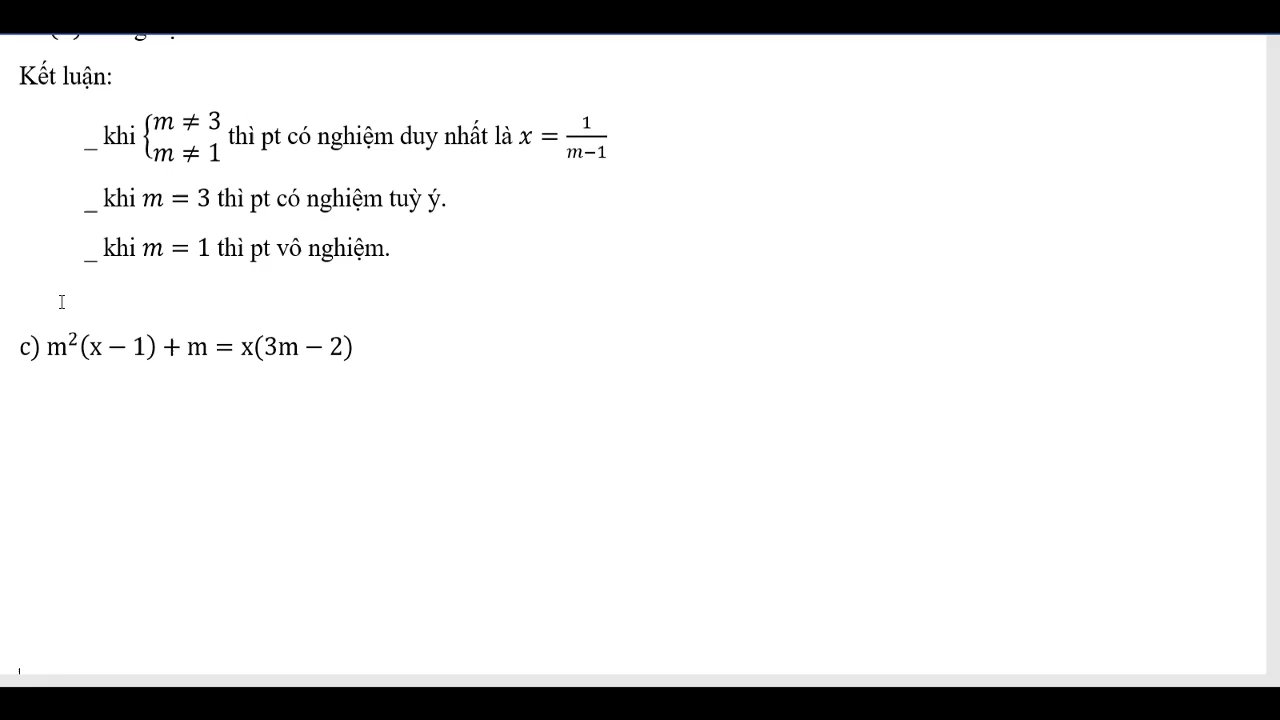 Kết luận:
_ khi {m ≠ 3 m ≠ 1 thì pt có nghiệm duy nhất là x = 1/(m−1)
_ khi m = 3 thì pt có nghiệm tuỳ ý.
_ khi m = 1 thì pt vô nghiệm.
c) m²(x − 1) + m = x(3m − 2)